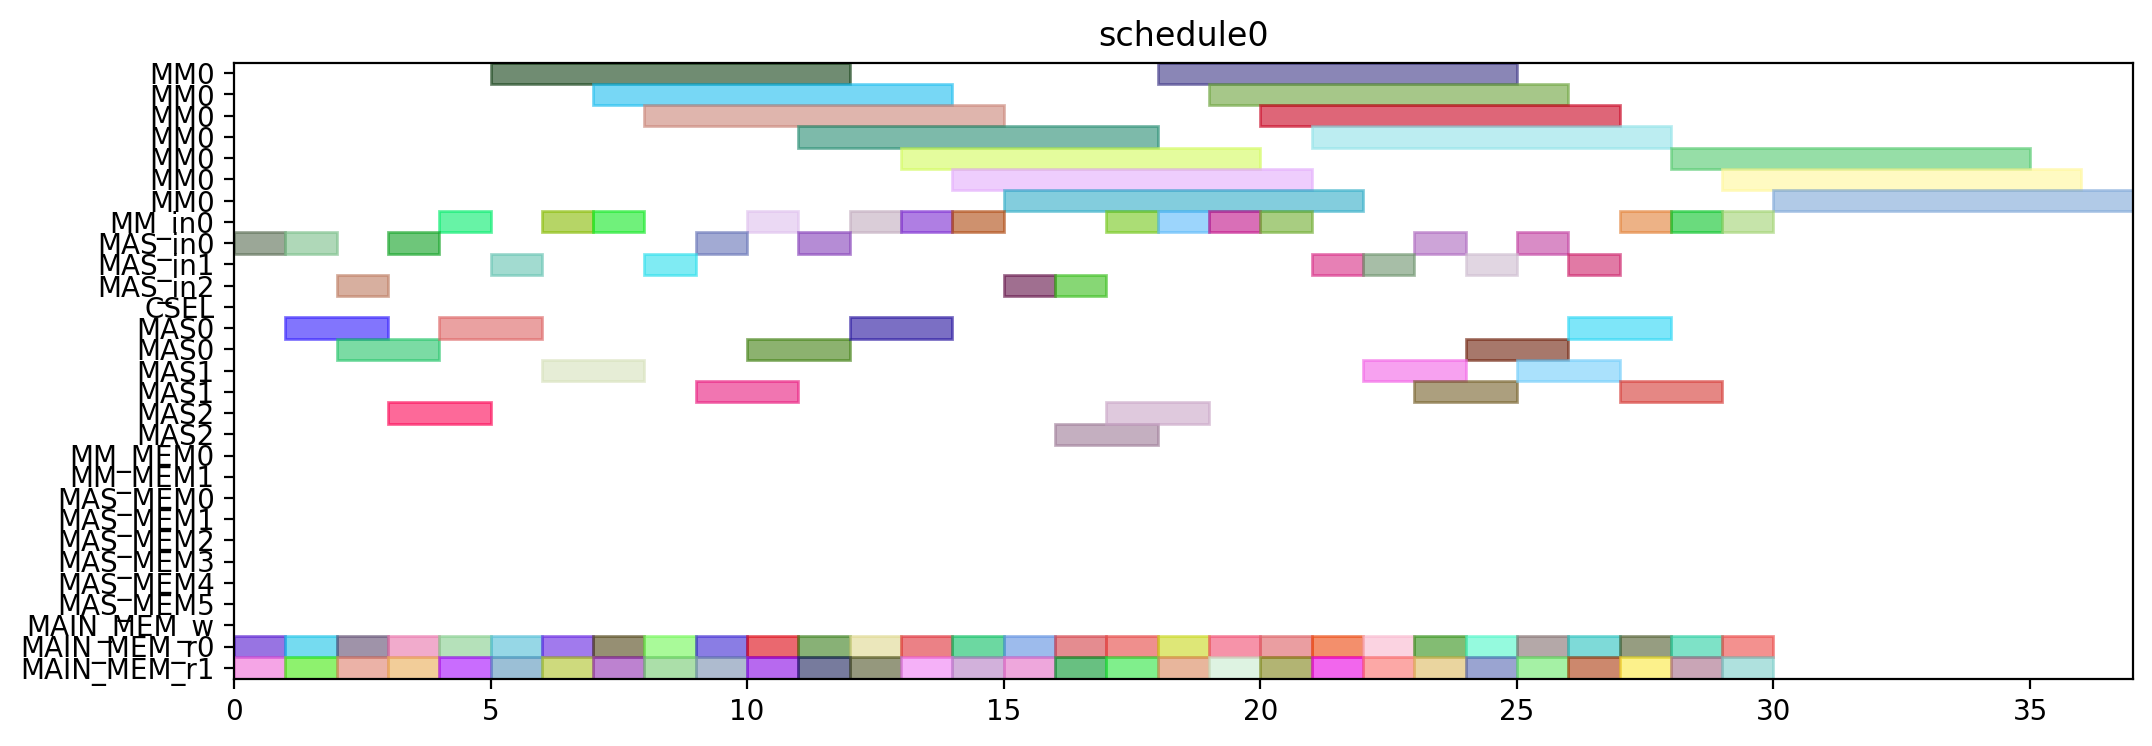 schedule0
MM0
MM0
MM0
MM0
MM0
MM0
MM0
MM_in0
MAS_in0
MAS_in1
MAS_in2
CSEL
MAS0
MAS0
MAS1
MAS1
MAS2
MAS2
MM_MEM0
MM_MEM1
MAS_MEM0
MAS_MEM1
MAS_MEM2
MAS_MEM3
MAS_MEM4
MAS_MEM5
MAIN_MEM_w
MAIN_MEM_r0
MAIN_MEM_r1
0 5 10 15 20 25 30 35